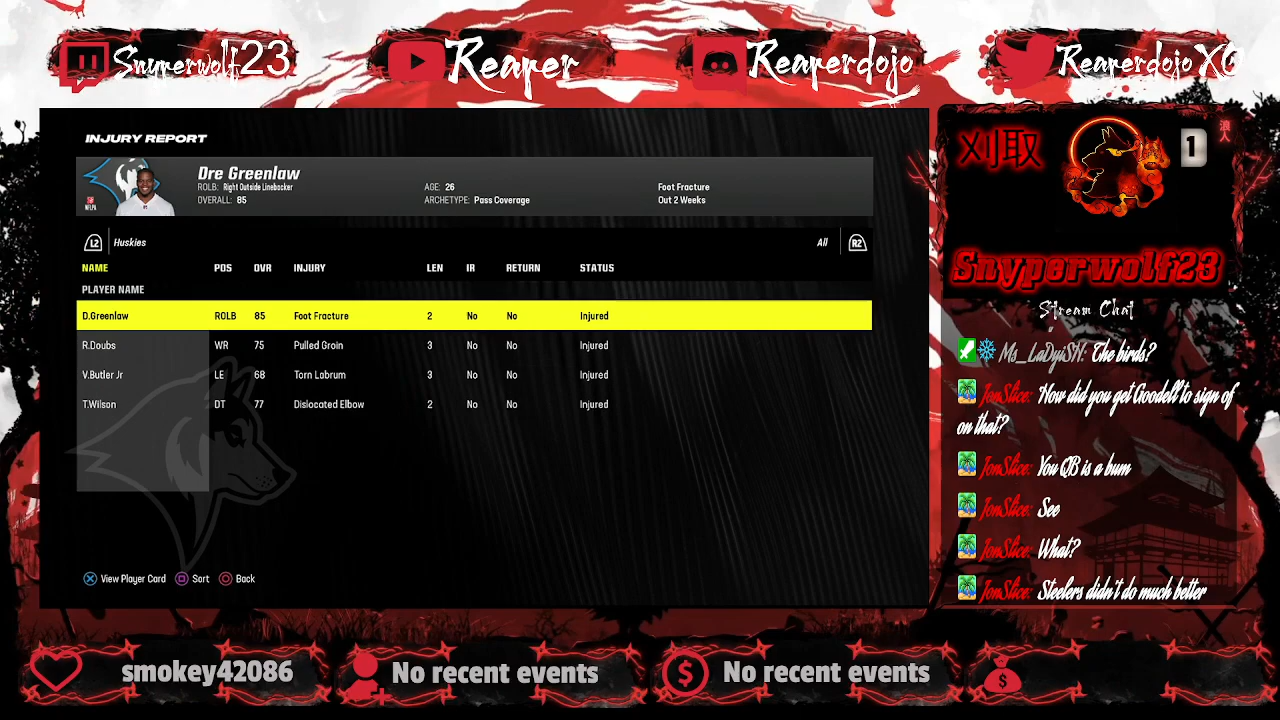 Snyperwolf23
Reaper
Reaperdojo
ReaperdojoXG
INJURY REPORT
Dre Greenlaw
ROLB: Right Outside Linebacker
OVERALL: 85
AGE: 26
ARCHETYPE: Pass Coverage
Foot Fracture
Out 2 Weeks
NFLPA
L2 Huskies All R2
NAME POS OVR INJURY LEN IR RETURN STATUS
PLAYER NAME
D.Greenlaw ROLB 85 Foot Fracture 2 No No Injured
R.Doubs WR 75 Pulled Groin 3 No No Injured
V.Butler Jr LE 68 Torn Labrum 3 No No Injured
T.Wilson DT 77 Dislocated Elbow 2 No No Injured
View Player Card Sort Back
刈取
1
浪人
Snyperwolf23
Stream Chat
Ms_LaDyiSH: The birds?
JonSlice: How did you get Goodell to sign of
on that?
JonSlice: You QB is a bum
JonSlice: See
JonSlice: What?
JonSlice: Steelers didn't do much better
smokey42086
No recent events
No recent events